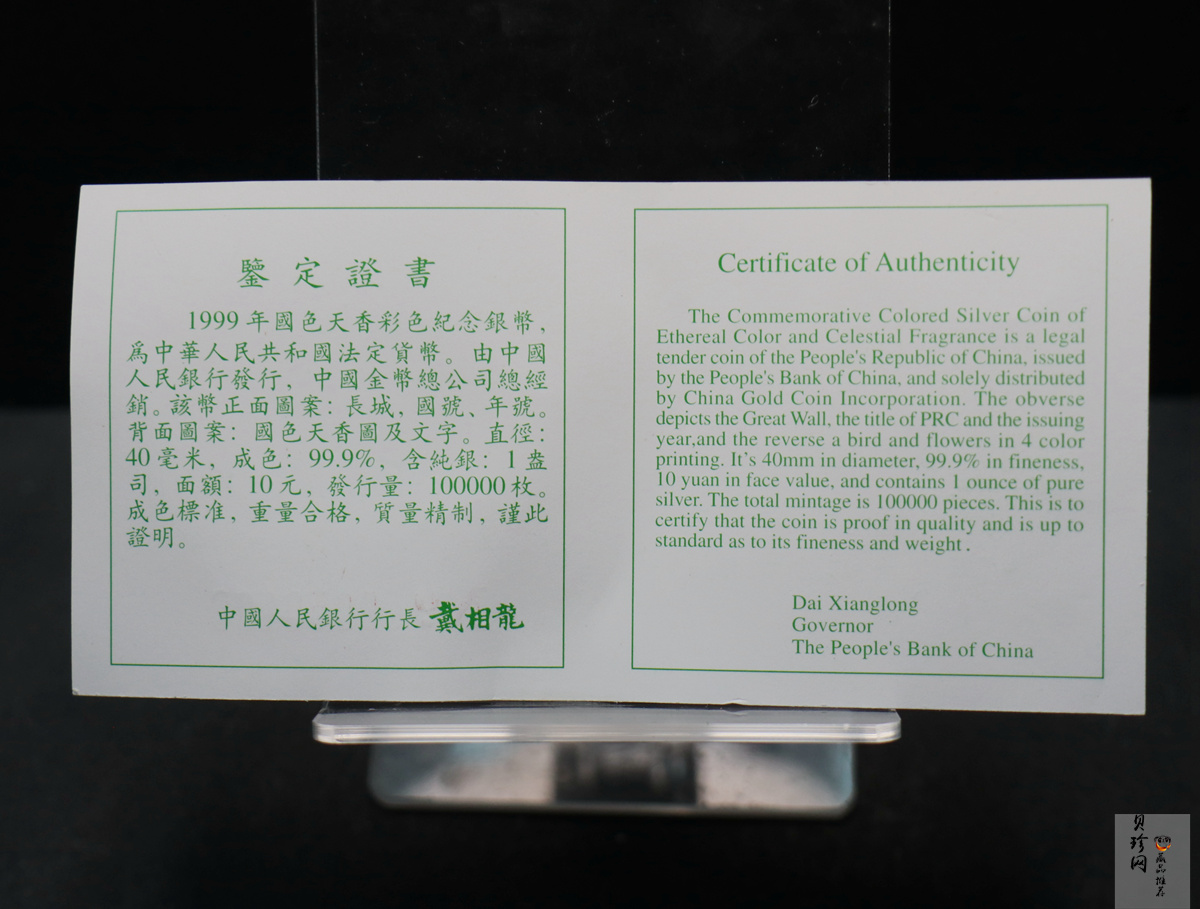 鑒定證書
1999年國色天香彩色紀念銀幣，
爲中華人民共和國法定貨幣。由中國
人民銀行發行，中國金幣總公司總經
銷。該幣正面圖案：長城，國號、年號。
背面圖案：國色天香圖及文字。直徑：
40毫米，成色：99.9%，含純銀：1盎
司，面額：10元，發行量：100000枚。
成色標准，重量合格，質量精制，謹此
證明。
中國人民銀行行長 戴相龍
Certificate of Authenticity
The Commemorative Colored Silver Coin of
Ethereal Color and Celestial Fragrance is a legal
tender coin of the People's Republic of China, issued
by the People's Bank of China, and solely distributed
by China Gold Coin Incorporation. The obverse
depicts the Great Wall, the title of PRC and the issuing
year,and the reverse a bird and flowers in 4 color
printing. It's 40mm in diameter, 99.9% in fineness,
10 yuan in face value, and contains 1 ounce of pure
silver. The total mintage is 100000 pieces. This is to
certify that the coin is proof in quality and is up to
standard as to its fineness and weight .
Dai Xianglong
Governor
The People's Bank of China
贝珍网
藏品推荐